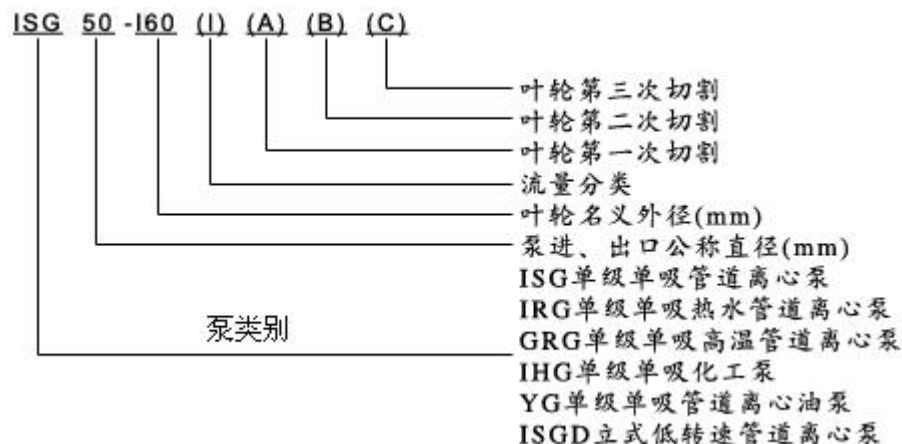 ISG 50 -I60 (I) (A) (B) (C)
叶轮第三次切割
叶轮第二次切割
叶轮第一次切割
流量分类
叶轮名义外径(mm)
泵进、出口公称直径(mm)
ISG单级单吸管道离心泵
IRG单级单吸热水管道离心泵
泵类别
GRG单级单吸高温管道离心泵
IHG单级单吸化工泵
YG单级单吸管道离心油泵
ISGD立式低转速管道离心泵